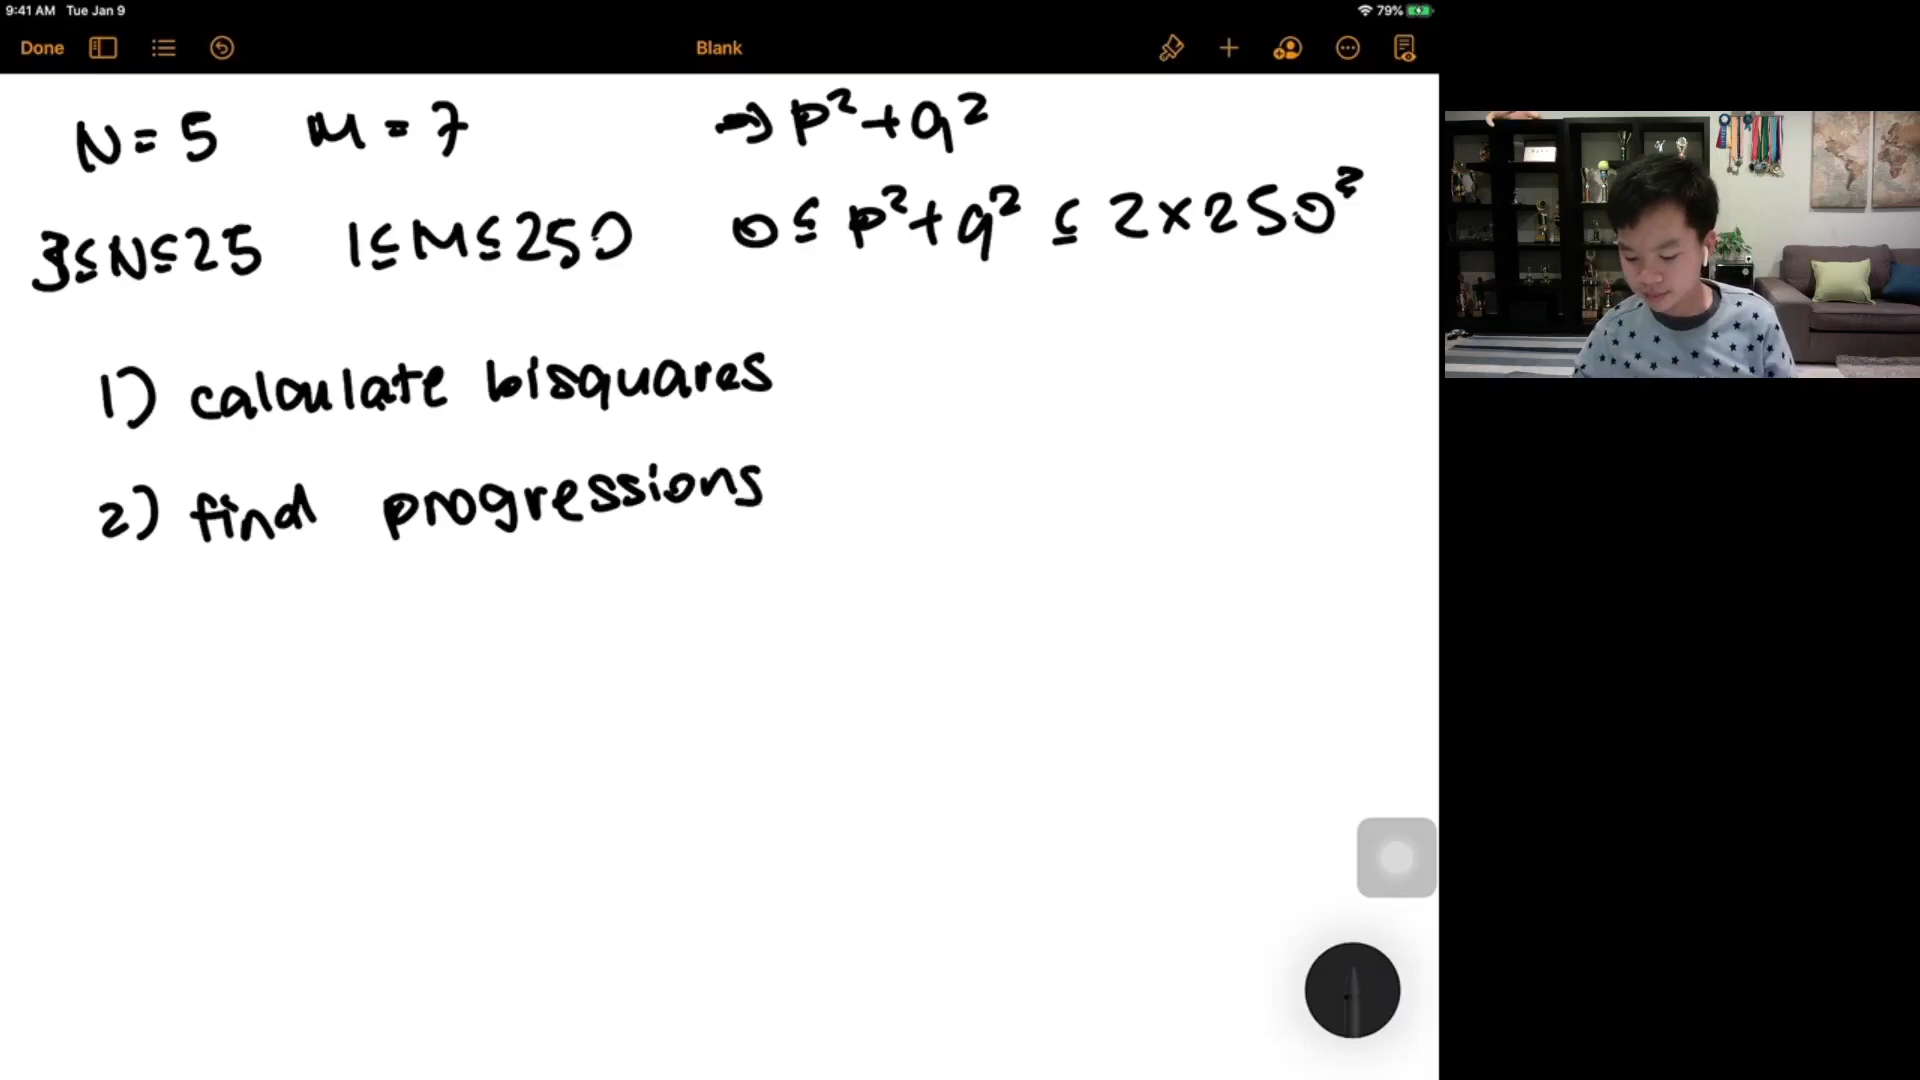 9:41 AM Tue Jan 9
79%
Done
Blank
N = 5 M = 7 → p²+q²
3≤N≤25 1≤M≤250 0 ≤ p²+q² ≤ 2×250²
1) calculate bisquares
2) find progressions